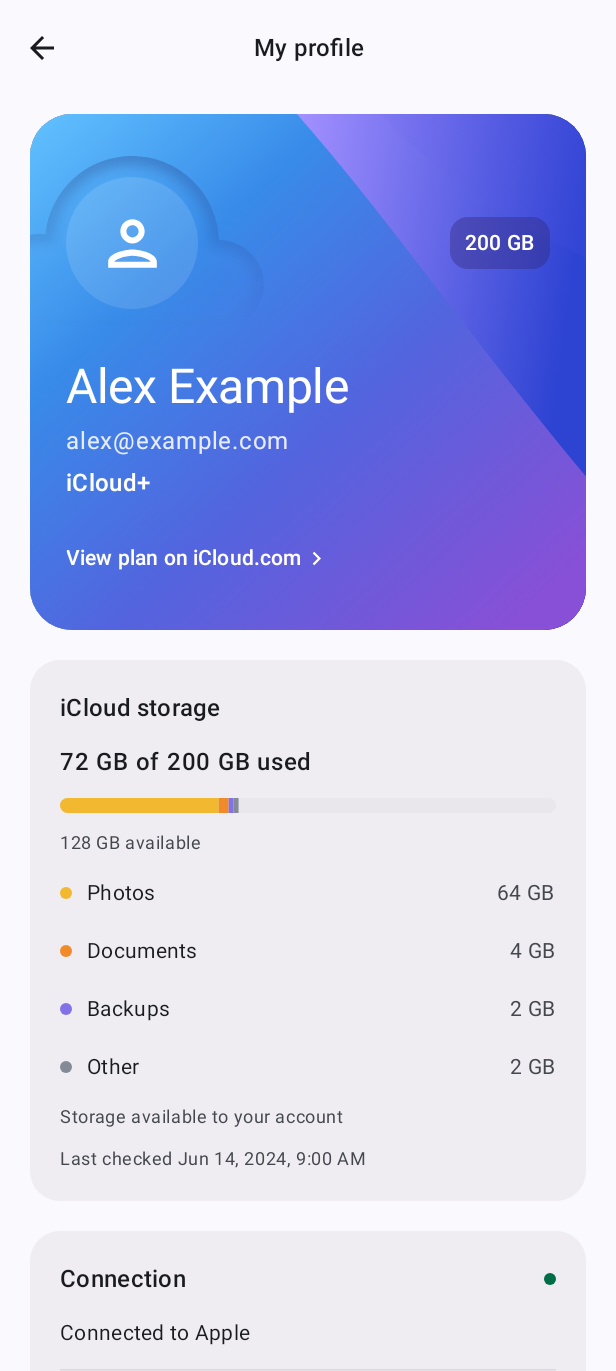 My profile
200 GB
Alex Example
alex@example.com
iCloud+
View plan on iCloud.com
iCloud storage
72 GB of 200 GB used
128 GB available
Photos 64 GB
Documents 4 GB
Backups 2 GB
Other 2 GB
Storage available to your account
Last checked Jun 14, 2024, 9:00 AM
Connection
Connected to Apple